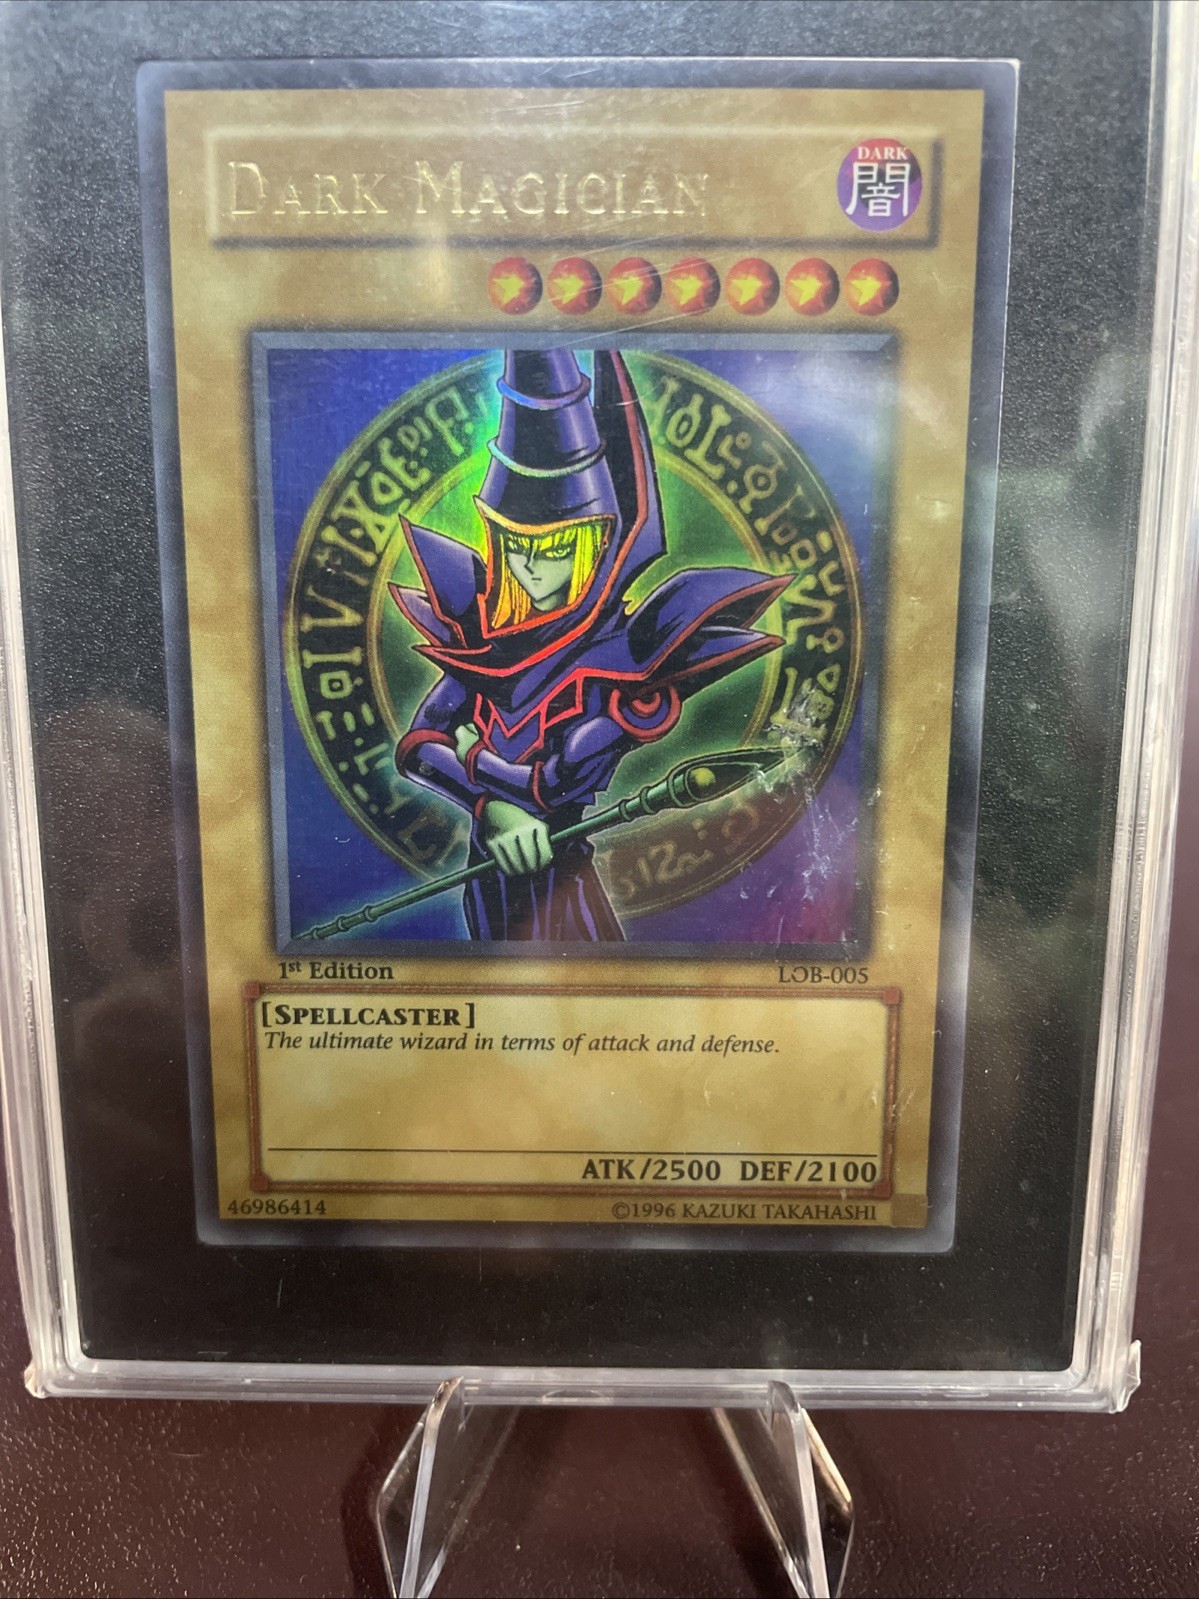 DARK MAGICIAN
DARK
闇
1st Edition
LOB-005
[SPELLCASTER]
The ultimate wizard in terms of attack and defense.
ATK/2500 DEF/2100
46986414
©1996 KAZUKI TAKAHASHI